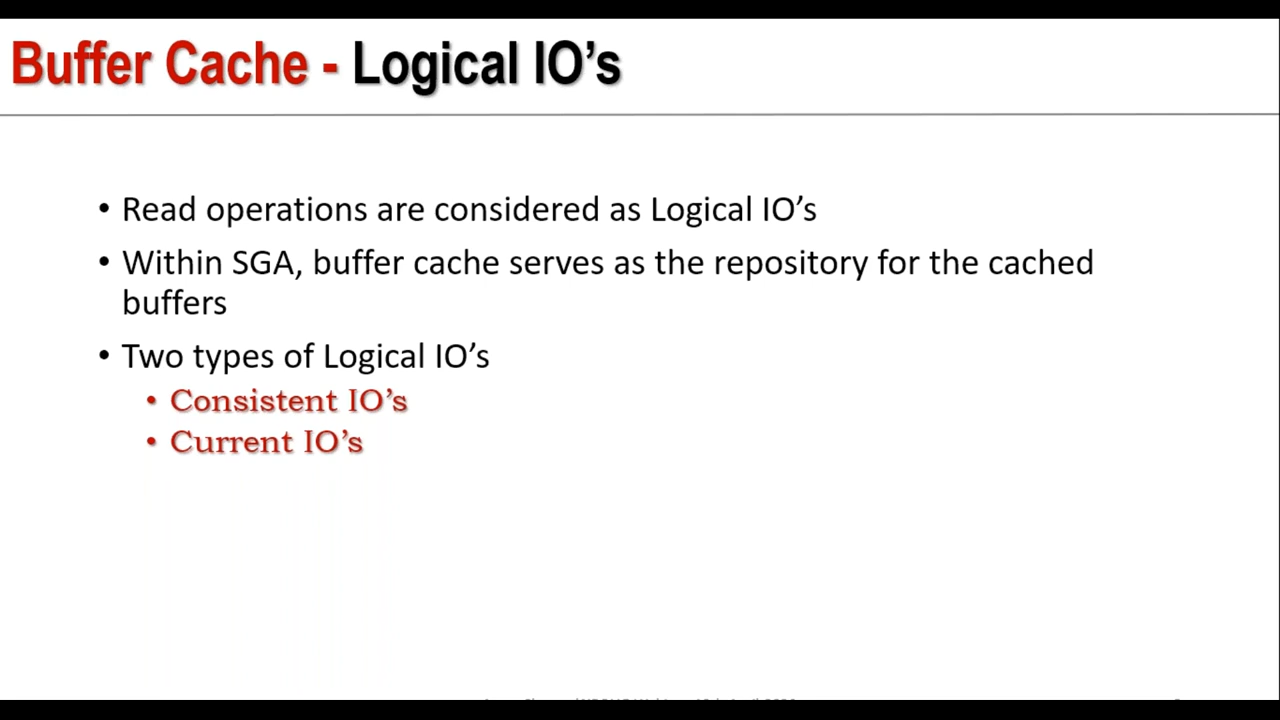 Buffer Cache - Logical IO’s
• Read operations are considered as Logical IO’s
• Within SGA, buffer cache serves as the repository for the cached
buffers
• Two types of Logical IO’s
• Consistent IO’s
• Current IO’s